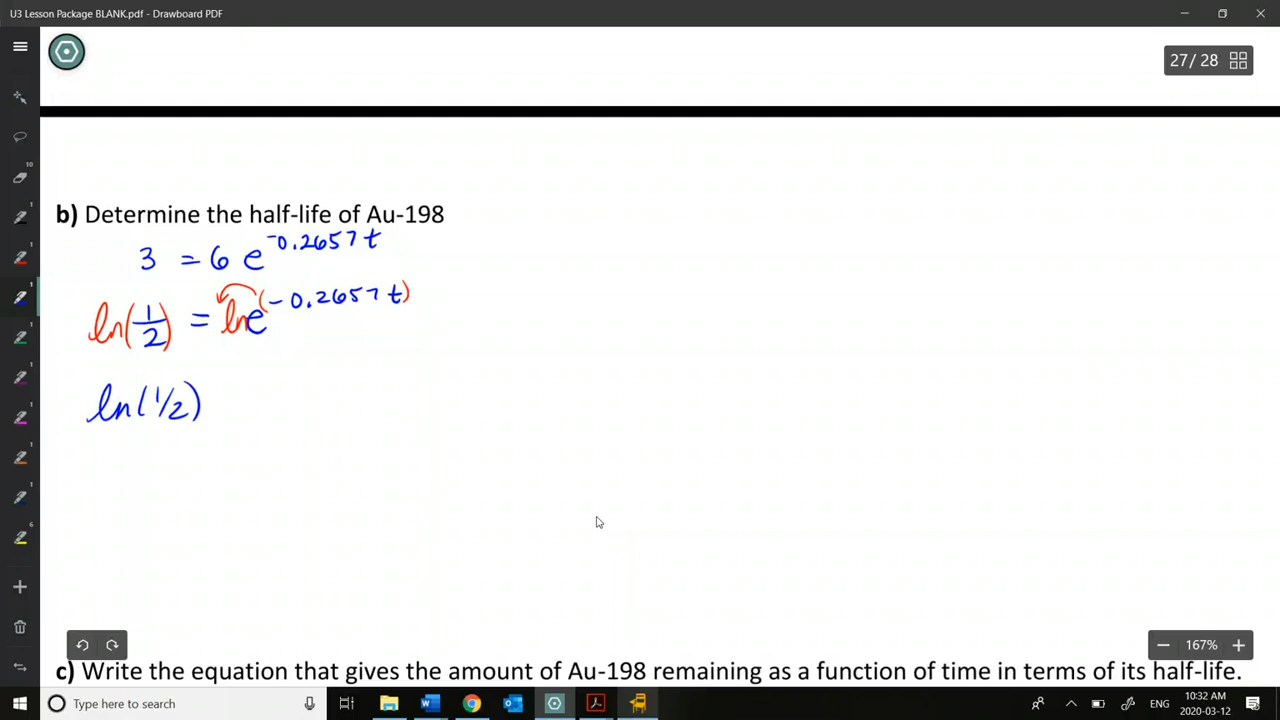 U3 Lesson Package BLANK.pdf - Drawboard PDF
27/ 28
b) Determine the half-life of Au-198
3 = 6 e^-0.2657 t
ln(1/2) = ln e^(-0.2657 t)
ln(1/2)
167%
c) Write the equation that gives the amount of Au-198 remaining as a function of time in terms of its half-life.
Type here to search
ENG
10:32 AM
2020-03-12